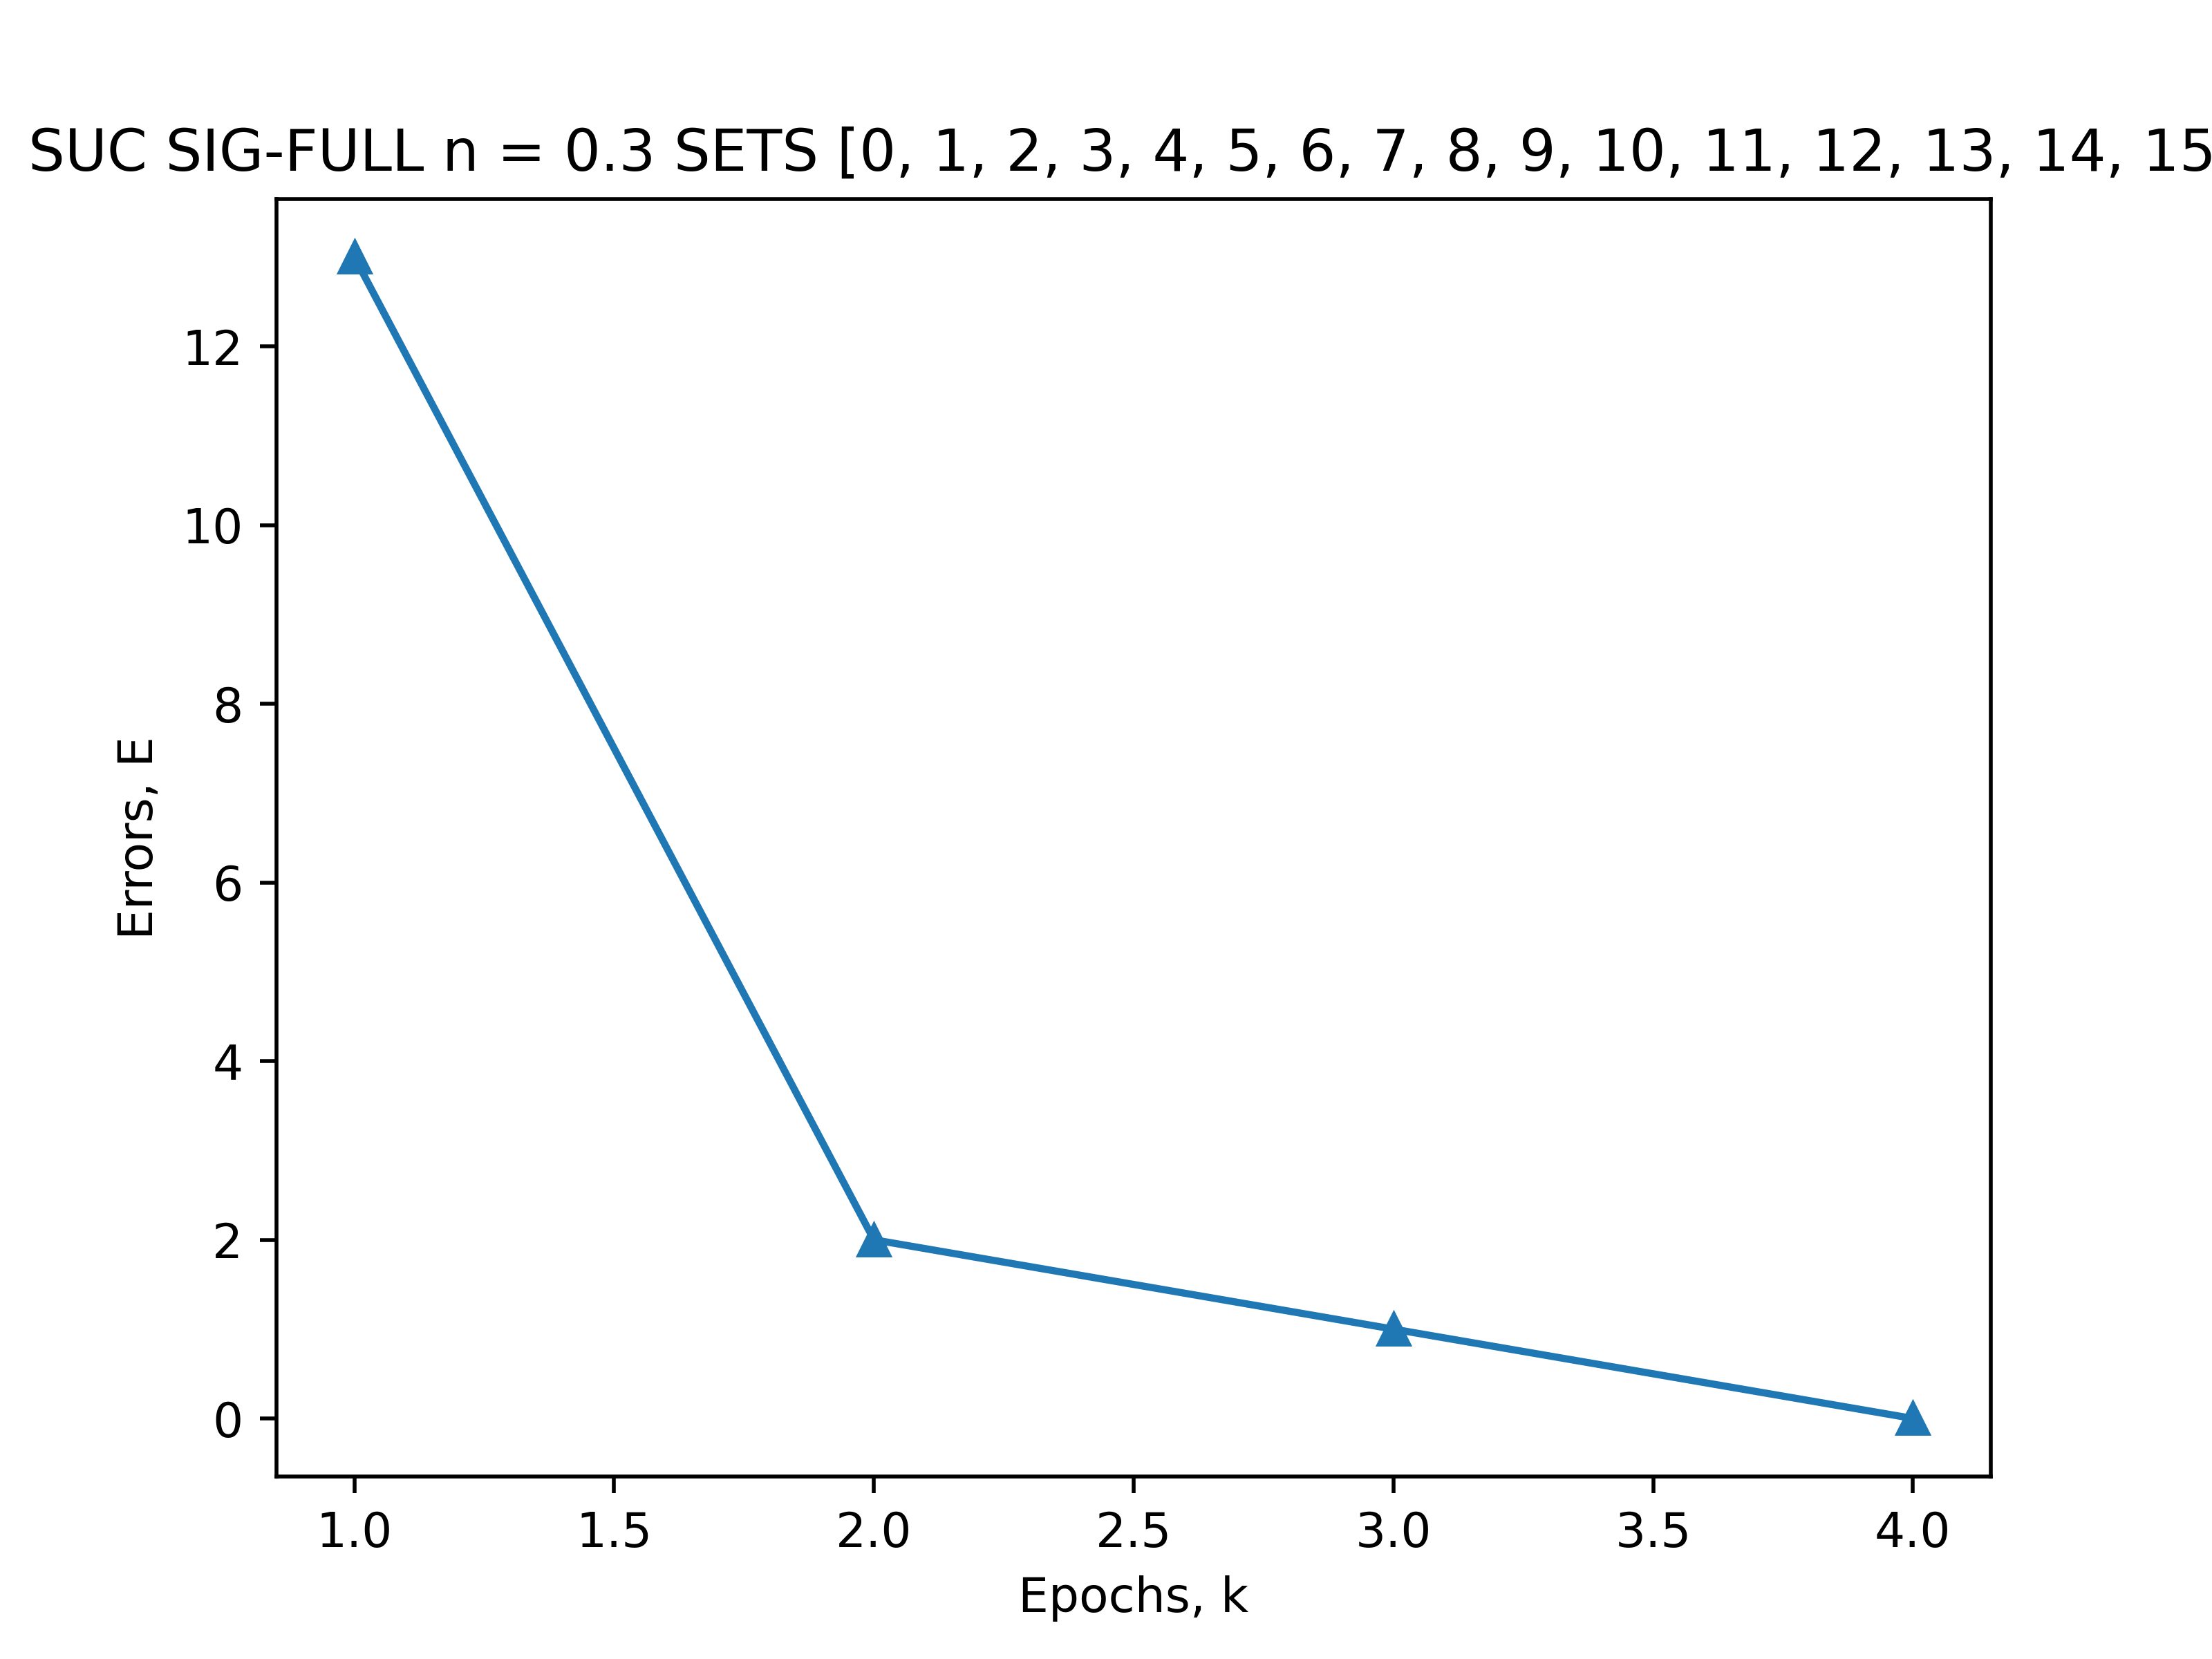 SUC SIG-FULL n = 0.3 SETS [0, 1, 2, 3, 4, 5, 6, 7, 8, 9, 10, 11, 12, 13, 14, 15
12
10
8
6
4
2
0
Errors, E
1.0 1.5 2.0 2.5 3.0 3.5 4.0
Epochs, k